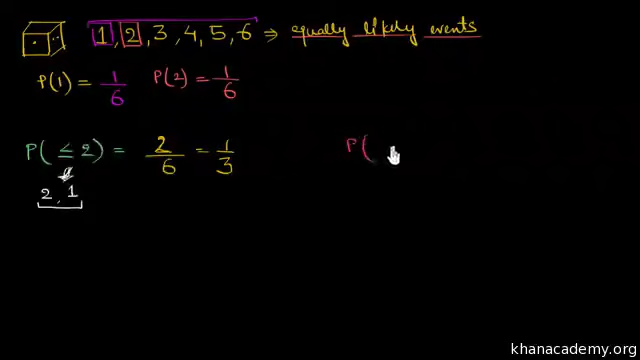 1, 2, 3, 4, 5, 6 ⇒ equally likely events
P(1) = 1/6 P(2) = 1/6
P( ≤ 2) = 2/6 = 1/3 P(
2, 1
khanacademy.org